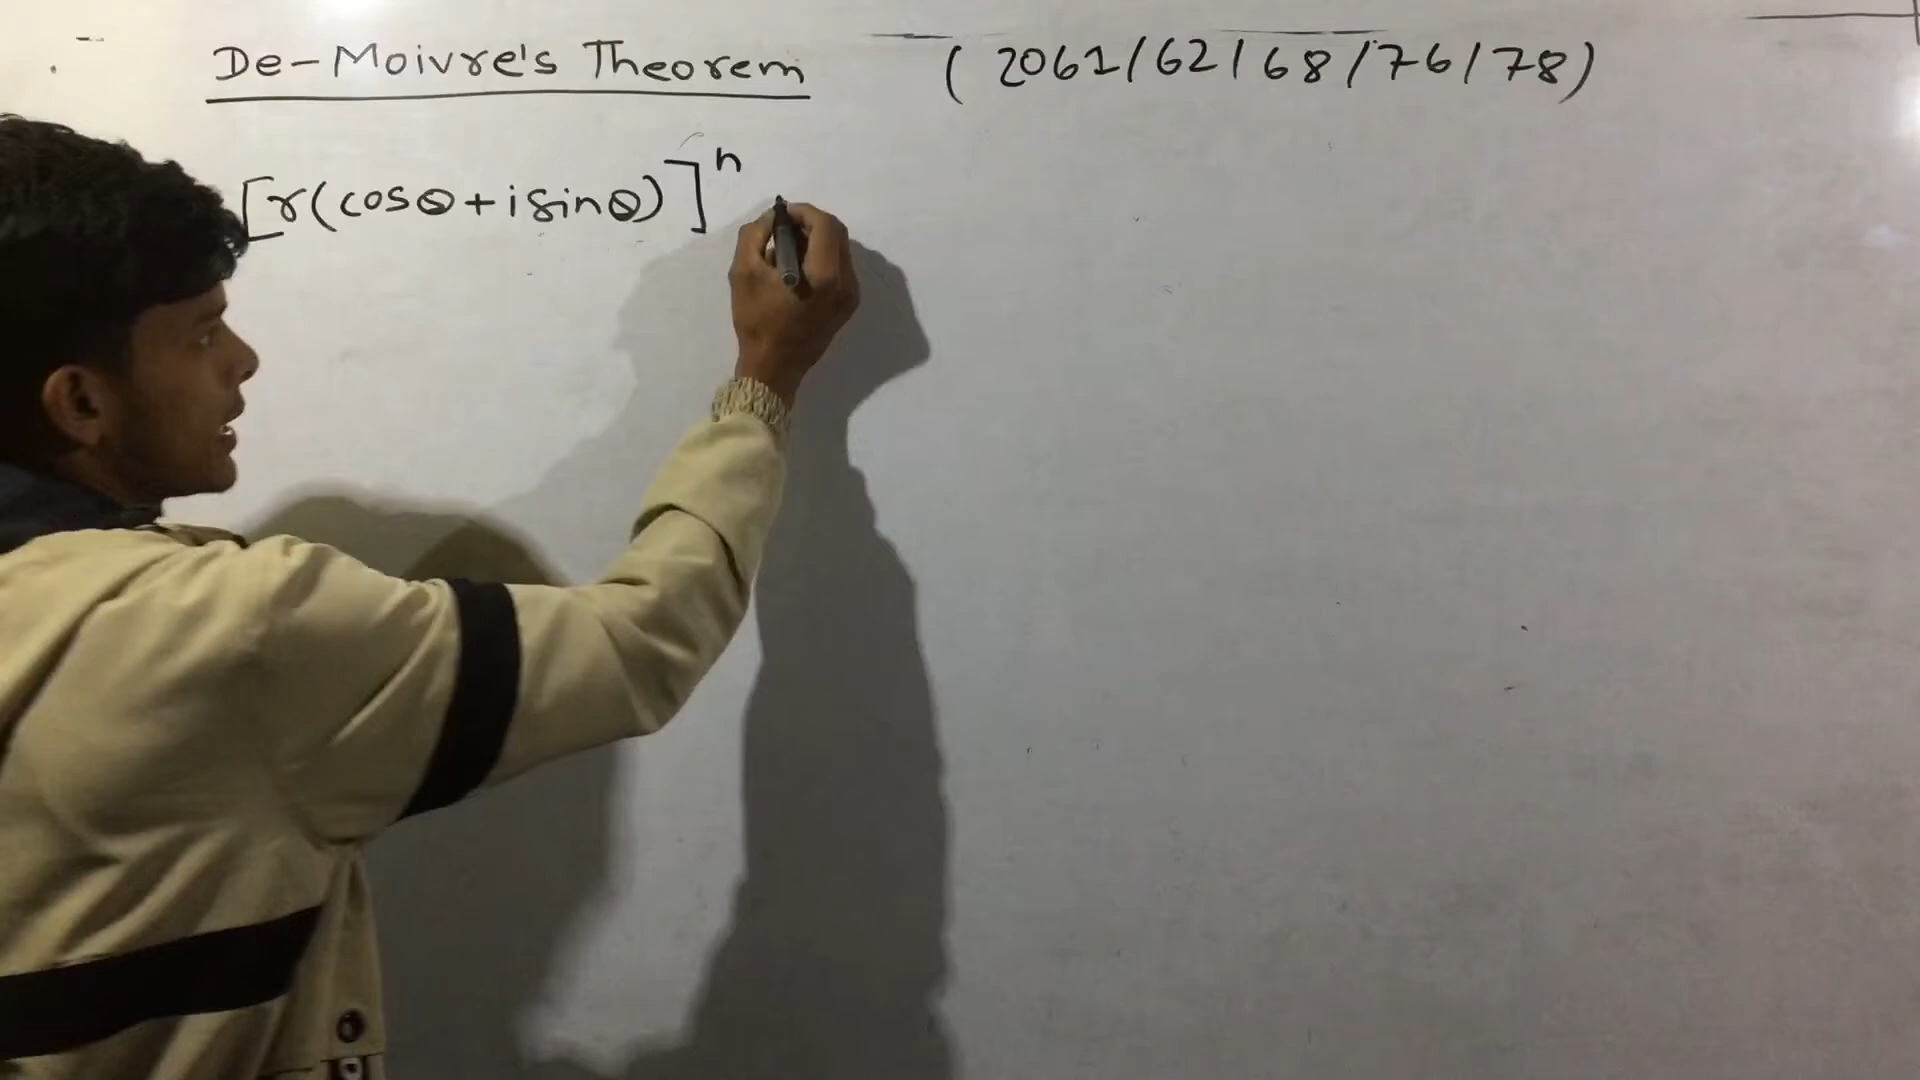 De-Moivre's Theorem (2061/62/68/76/78)
[r(cosθ+isinθ)]ⁿ